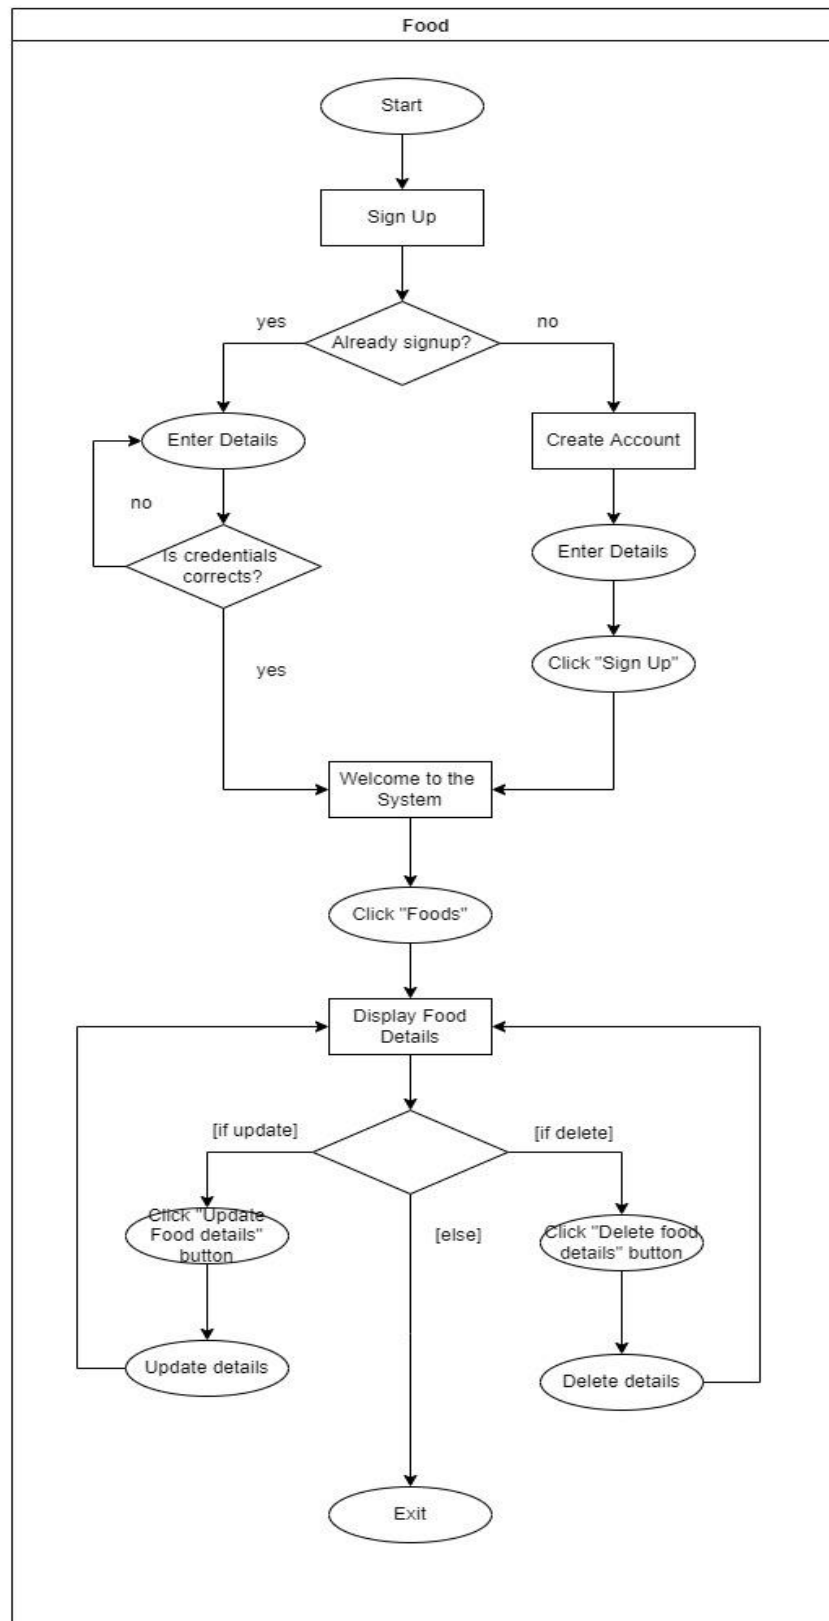 Food
Start
Sign Up
yes
Already signup?
no
Enter Details
Create Account
no
Is credentials
corrects?
Enter Details
yes
Click "Sign Up"
Welcome to the
System
Click "Foods"
Display Food
Details
[if update]
[if delete]
Click "Update
Food details"
button
[else]
Click "Delete food
details" button
Update details
Delete details
Exit